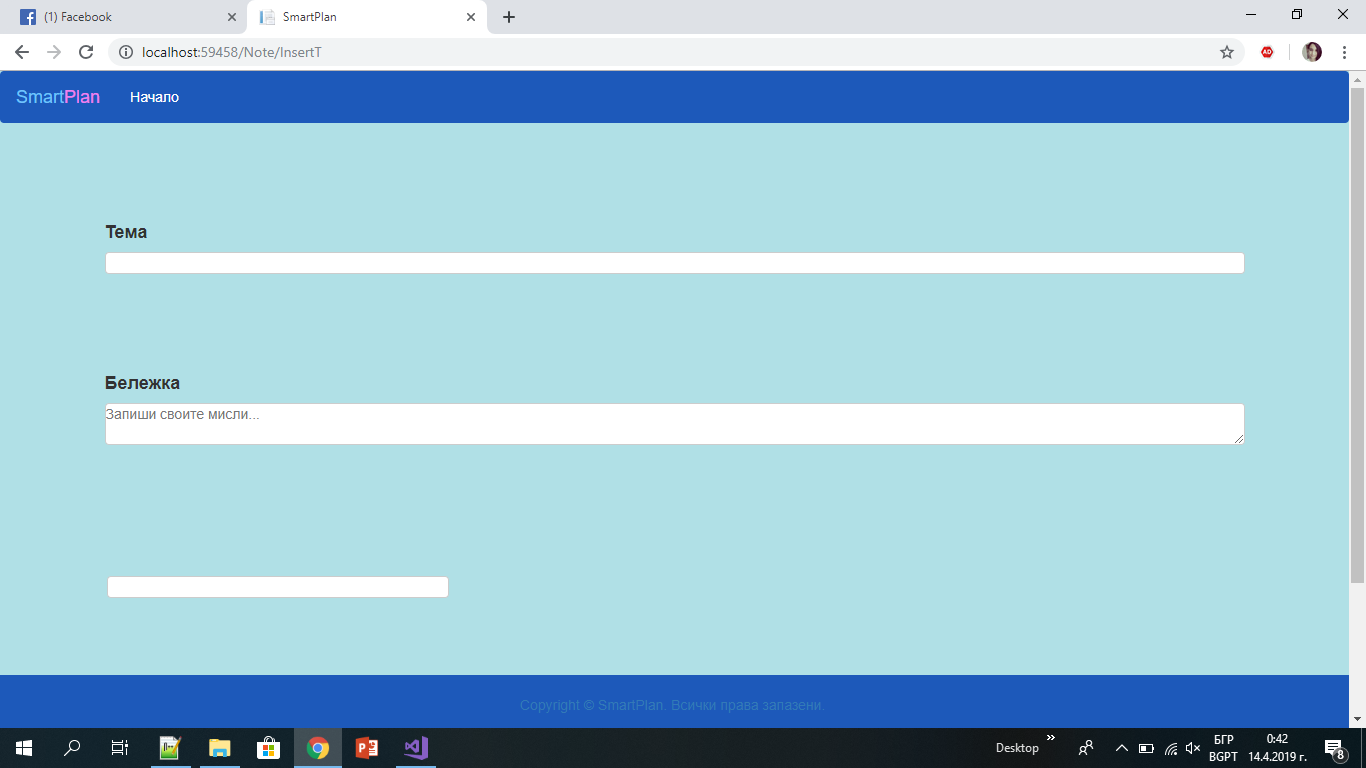 (1) Facebook
SmartPlan
localhost:59458/Note/InsertT
SmartPlan
Начало
Тема
Бележка
Запиши своите мисли...
Copyright © SmartPlan. Всички права запазени.
Desktop
БГР
BGPT
0:42
14.4.2019 г.
8